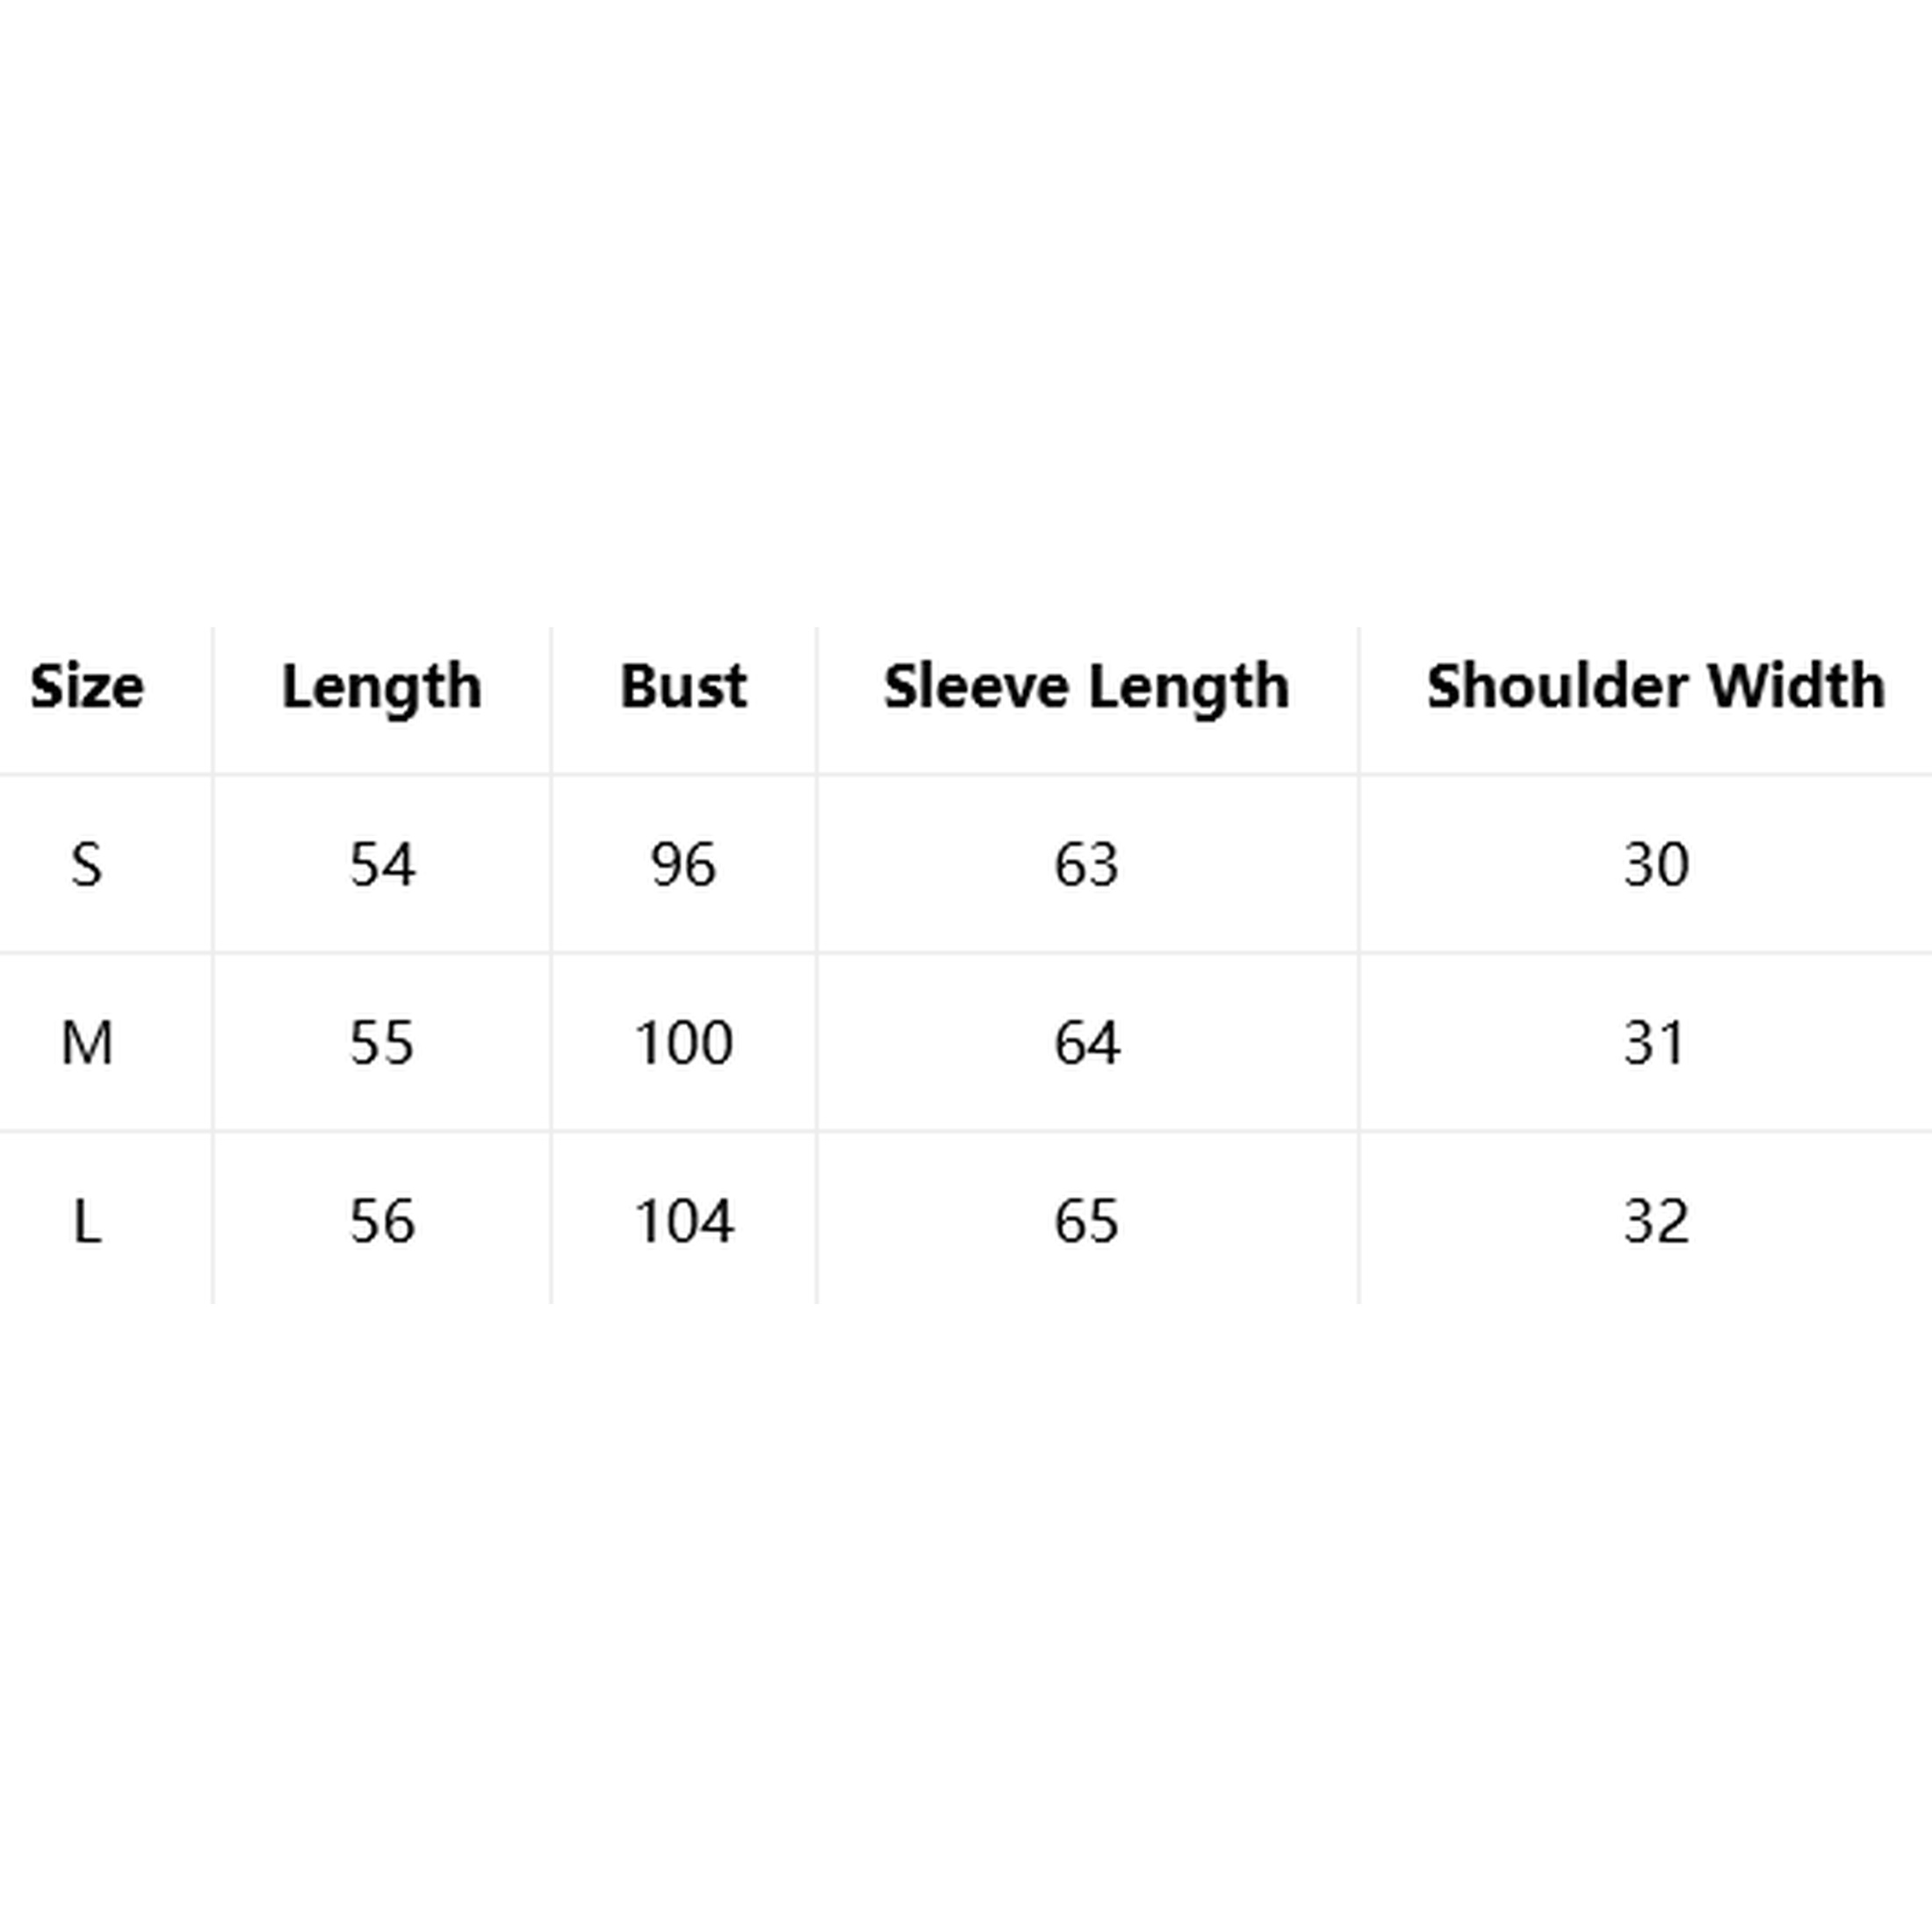 Size Length Bust Sleeve Length Shoulder Width
S 54 96 63 30
M 55 100 64 31
L 56 104 65 32